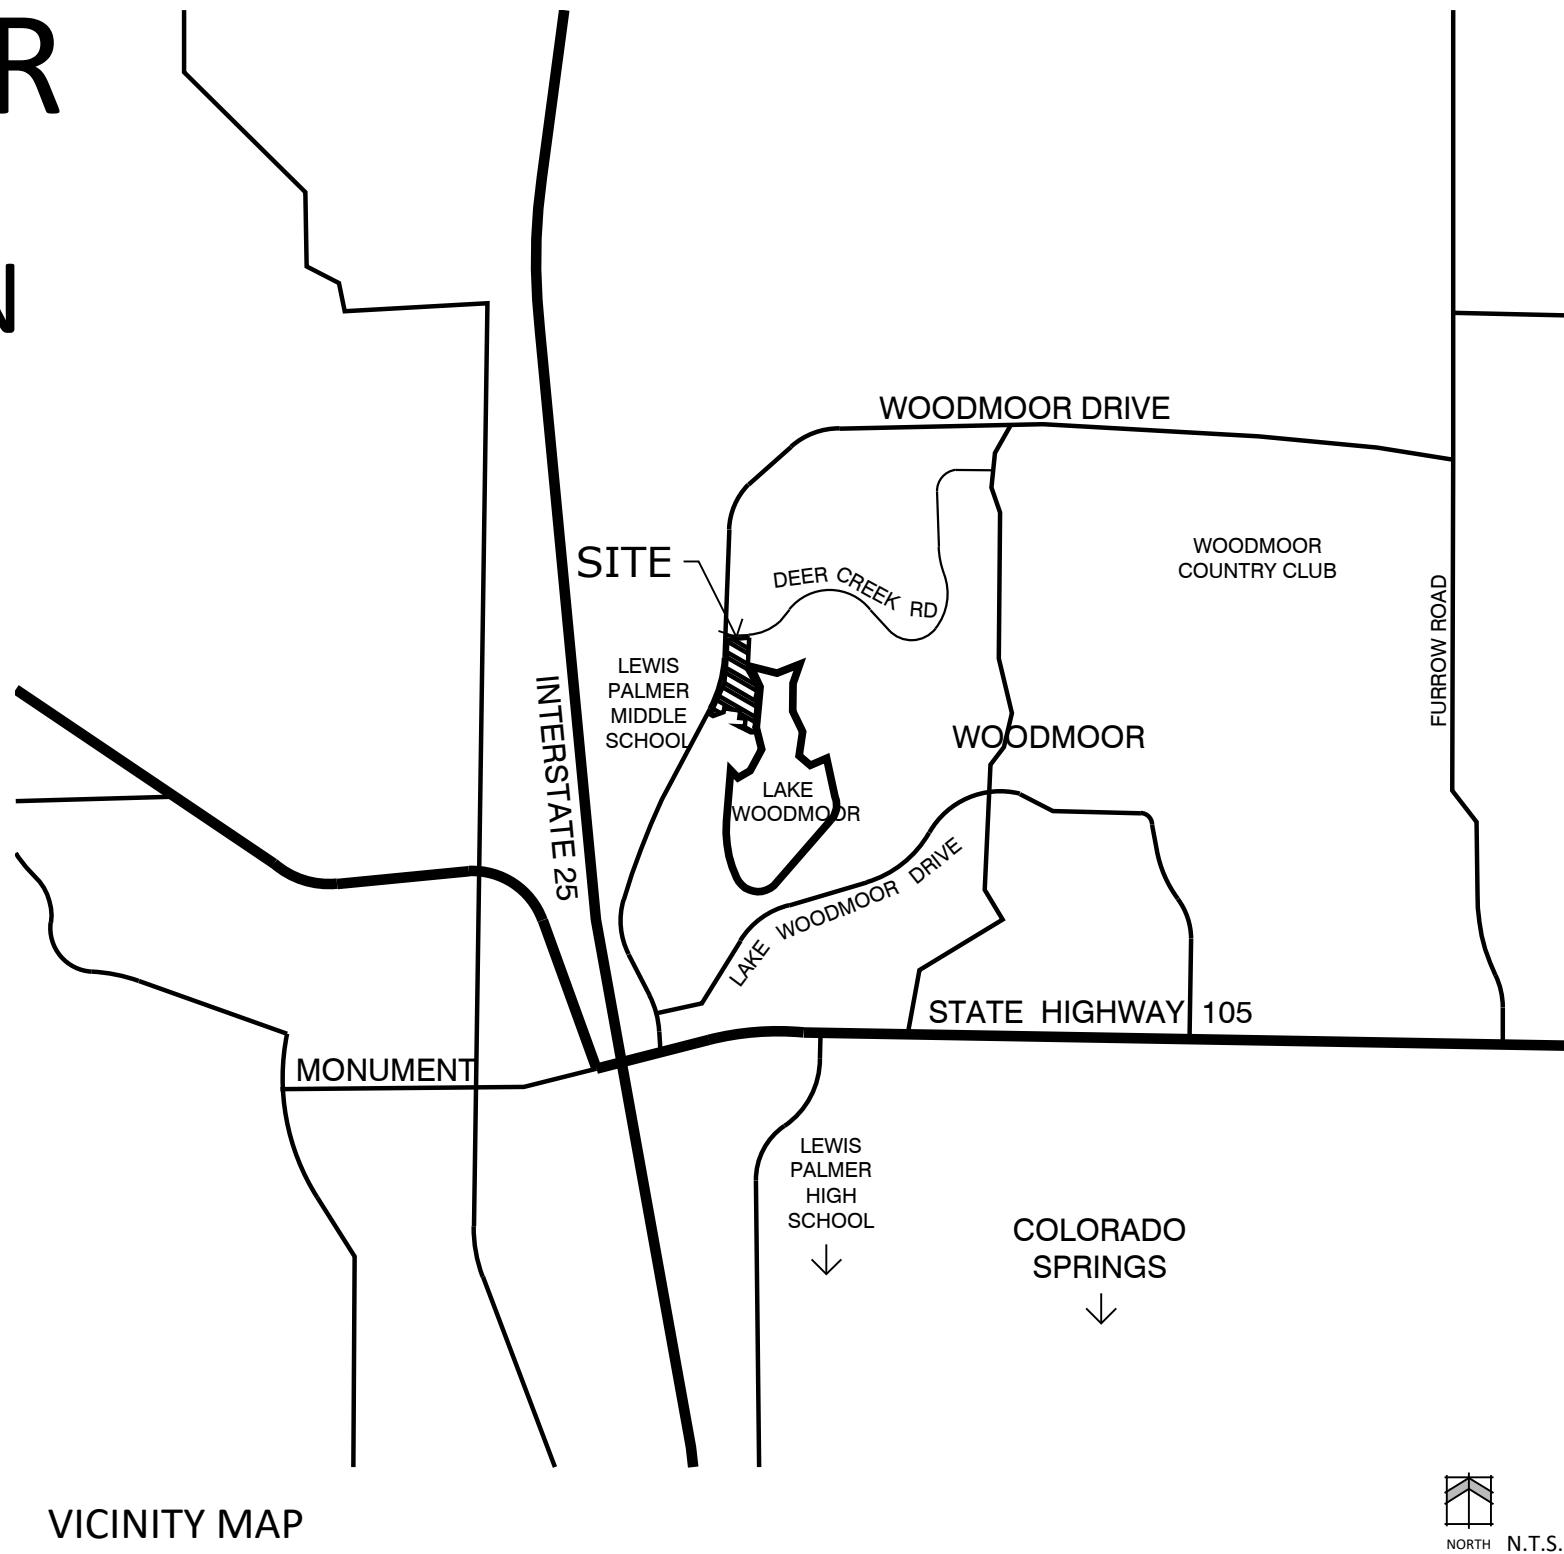 R
N
WOODMOOR DRIVE
SITE
DEER CREEK RD
WOODMOOR
COUNTRY CLUB
FURROW ROAD
LEWIS
PALMER
MIDDLE
SCHOOL
INTERSTATE 25
WOODMOOR
LAKE
WOODMOOR
LAKE WOODMOOR DRIVE
STATE HIGHWAY 105
MONUMENT
LEWIS
PALMER
HIGH
SCHOOL
COLORADO
SPRINGS
VICINITY MAP
NORTH N.T.S.